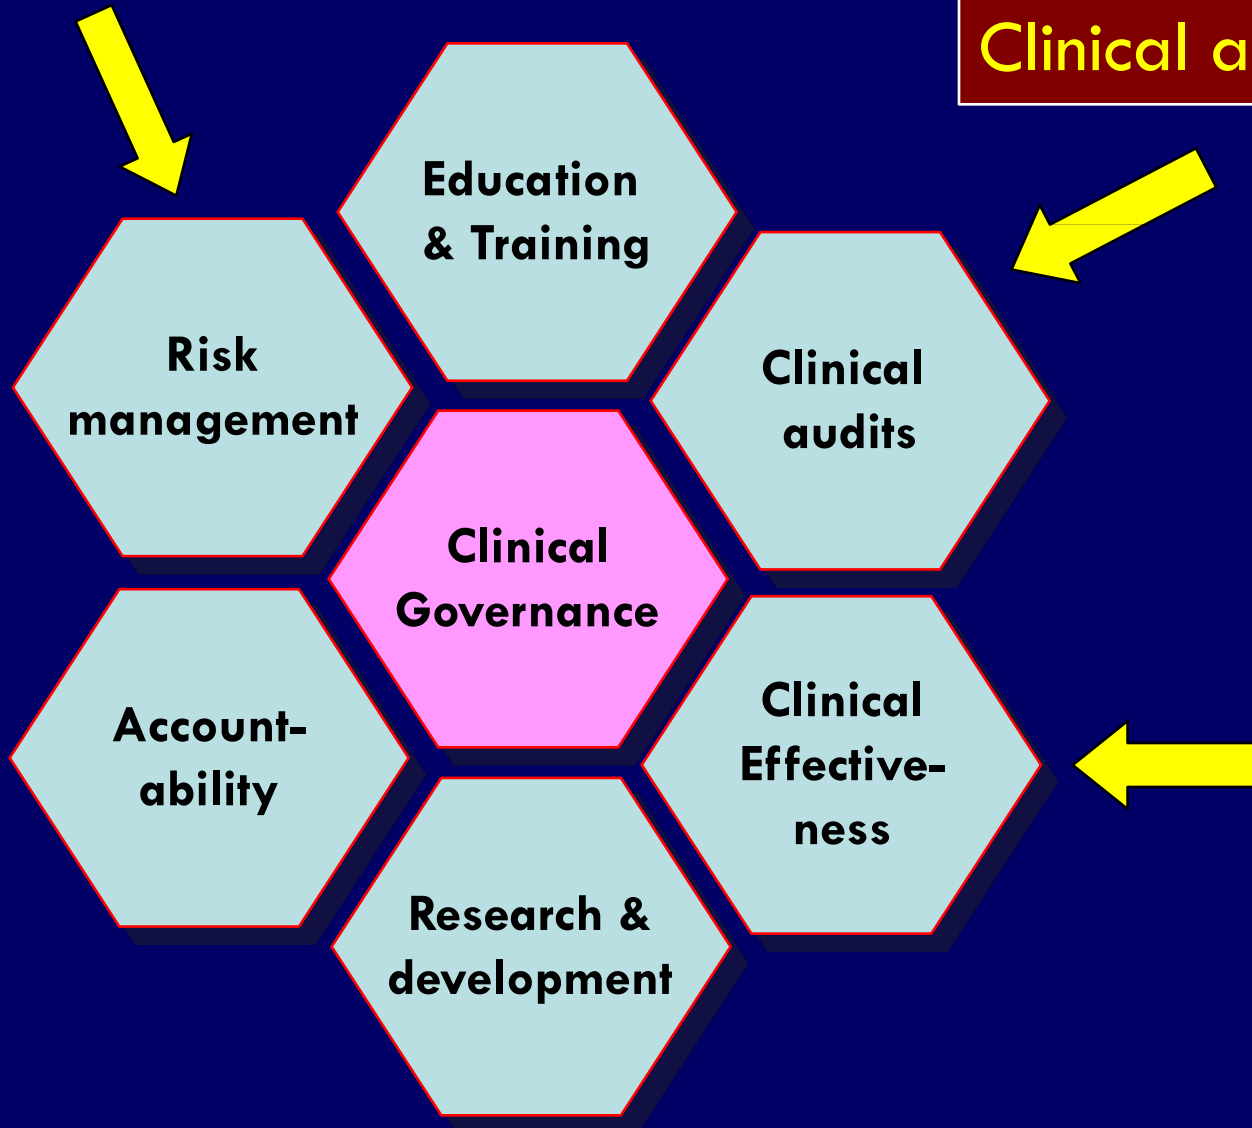 Clinical a
Education
& Training
Risk
management
Clinical
audits
Clinical
Governance
Account-
ability
Clinical
Effective-
ness
Research &
development